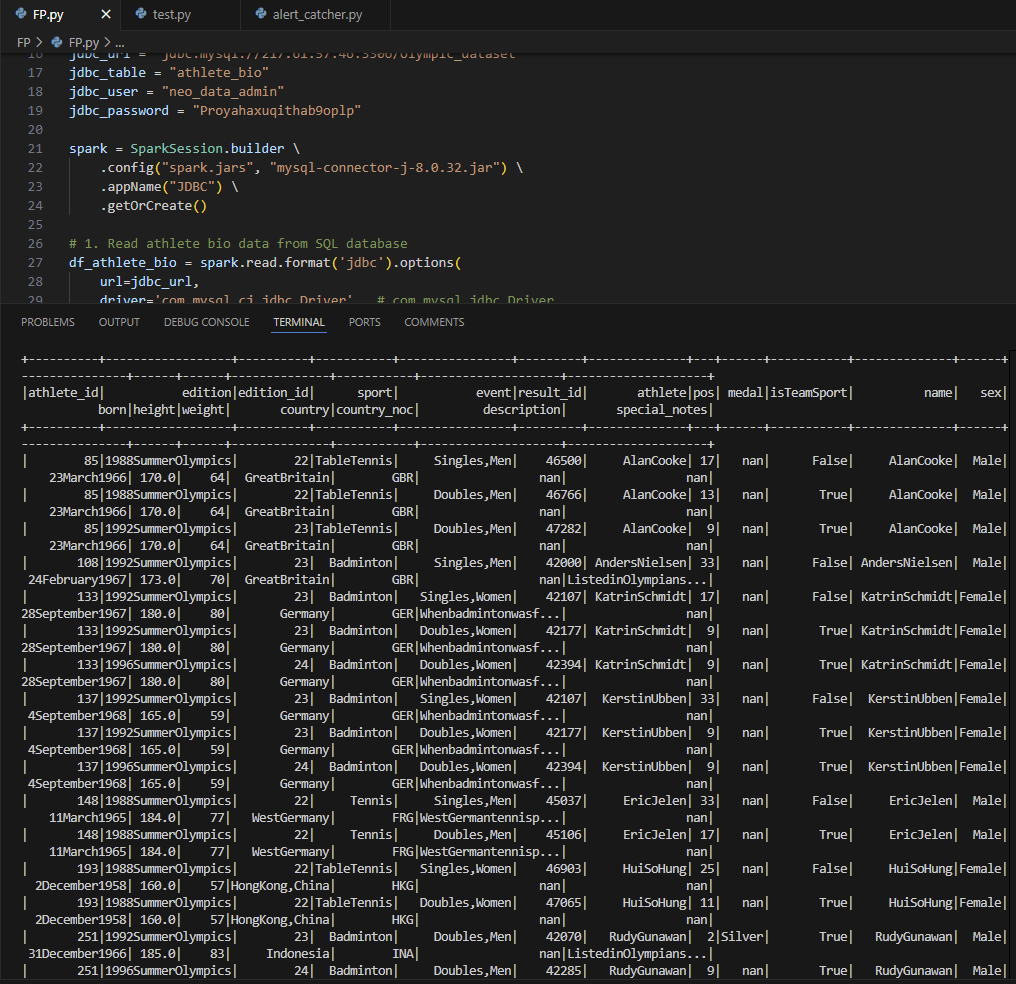 FP.py
test.py
alert_catcher.py
FP > FP.py > ...
16 jdbc_url = "jdbc:mysql://217.61.57.46:3306/olympic_dataset"
17 jdbc_table = "athlete_bio"
18 jdbc_user = "neo_data_admin"
19 jdbc_password = "Proyahaxuqithab9oplp"
20
21 spark = SparkSession.builder \
22 .config("spark.jars", "mysql-connector-j-8.0.32.jar") \
23 .appName("JDBC") \
24 .getOrCreate()
25
26 # 1. Read athlete bio data from SQL database
27 df_athlete_bio = spark.read.format('jdbc').options(
28 url=jdbc_url,
29 driver='com.mysql.cj.jdbc.Driver', # com.mysql.jdbc.Driver
PROBLEMS OUTPUT DEBUG CONSOLE TERMINAL PORTS COMMENTS
+----------+-----------------+----------+----------+---------------+---------+-------------+---+------+-----------+-------------+------+
--------------+------+------+-------------+-----------+-------------------+-------------------+
|athlete_id| edition|edition_id| sport| event|result_id| athlete|pos| medal|isTeamSport| name| sex|
born|height|weight| country|country_noc| description| special_notes|
+----------+-----------------+----------+----------+---------------+---------+-------------+---+------+-----------+-------------+------+
--------------+------+------+-------------+-----------+-------------------+-------------------+
| 85|1988SummerOlympics| 22|TableTennis| Singles,Men| 46500| AlanCooke| 17| nan| False| AlanCooke| Male|
23March1966| 170.0| 64| GreatBritain| GBR| nan| nan|
| 85|1988SummerOlympics| 22|TableTennis| Doubles,Men| 46766| AlanCooke| 13| nan| True| AlanCooke| Male|
23March1966| 170.0| 64| GreatBritain| GBR| nan| nan|
| 85|1992SummerOlympics| 23|TableTennis| Doubles,Men| 47282| AlanCooke| 9| nan| True| AlanCooke| Male|
23March1966| 170.0| 64| GreatBritain| GBR| nan| nan|
| 108|1992SummerOlympics| 23| Badminton| Singles,Men| 42000| AndersNielsen| 33| nan| False| AndersNielsen| Male|
24February1967| 173.0| 70| GreatBritain| GBR| nan|ListedinOlympians...|
| 133|1992SummerOlympics| 23| Badminton| Singles,Women| 42107| KatrinSchmidt| 17| nan| False| KatrinSchmidt|Female|
28September1967| 180.0| 80| Germany| GER|Whenbadmintonwasf...| nan|
| 133|1992SummerOlympics| 23| Badminton| Doubles,Women| 42177| KatrinSchmidt| 9| nan| True| KatrinSchmidt|Female|
28September1967| 180.0| 80| Germany| GER|Whenbadmintonwasf...| nan|
| 133|1996SummerOlympics| 24| Badminton| Doubles,Women| 42394| KatrinSchmidt| 9| nan| True| KatrinSchmidt|Female|
28September1967| 180.0| 80| Germany| GER|Whenbadmintonwasf...| nan|
| 137|1992SummerOlympics| 23| Badminton| Singles,Women| 42107| KerstinUbben| 33| nan| False| KerstinUbben|Female|
4September1968| 165.0| 59| Germany| GER|Whenbadmintonwasf...| nan|
| 137|1992SummerOlympics| 23| Badminton| Doubles,Women| 42177| KerstinUbben| 9| nan| True| KerstinUbben|Female|
4September1968| 165.0| 59| Germany| GER|Whenbadmintonwasf...| nan|
| 137|1996SummerOlympics| 24| Badminton| Doubles,Women| 42394| KerstinUbben| 9| nan| True| KerstinUbben|Female|
4September1968| 165.0| 59| Germany| GER|Whenbadmintonwasf...| nan|
| 148|1988SummerOlympics| 22| Tennis| Singles,Men| 45037| EricJelen| 33| nan| False| EricJelen| Male|
11March1965| 184.0| 77| WestGermany| FRG|WestGermantennisp...| nan|
| 148|1988SummerOlympics| 22| Tennis| Doubles,Men| 45106| EricJelen| 17| nan| True| EricJelen| Male|
11March1965| 184.0| 77| WestGermany| FRG|WestGermantennisp...| nan|
| 193|1988SummerOlympics| 22|TableTennis| Singles,Women| 46903| HuiSoHung| 25| nan| False| HuiSoHung|Female|
2December1958| 160.0| 57|HongKong,China| HKG| nan| nan|
| 193|1988SummerOlympics| 22|TableTennis| Doubles,Women| 47065| HuiSoHung| 11| nan| True| HuiSoHung|Female|
2December1958| 160.0| 57|HongKong,China| HKG| nan| nan|
| 251|1992SummerOlympics| 23| Badminton| Doubles,Men| 42070| RudyGunawan| 2|Silver| True| RudyGunawan| Male|
31December1966| 185.0| 83| Indonesia| INA| nan|ListedinOlympians...|
| 251|1996SummerOlympics| 24| Badminton| Doubles,Men| 42285| RudyGunawan| 9| nan| True| RudyGunawan| Male|